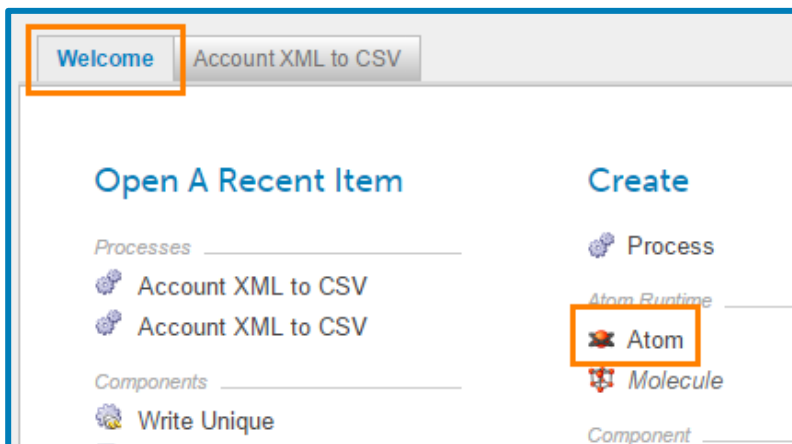 Welcome
Account XML to CSV
Open A Recent Item
Processes
Account XML to CSV
Account XML to CSV
Components
Write Unique
Create
Process
Atom Runtime
Atom
Molecule
Component